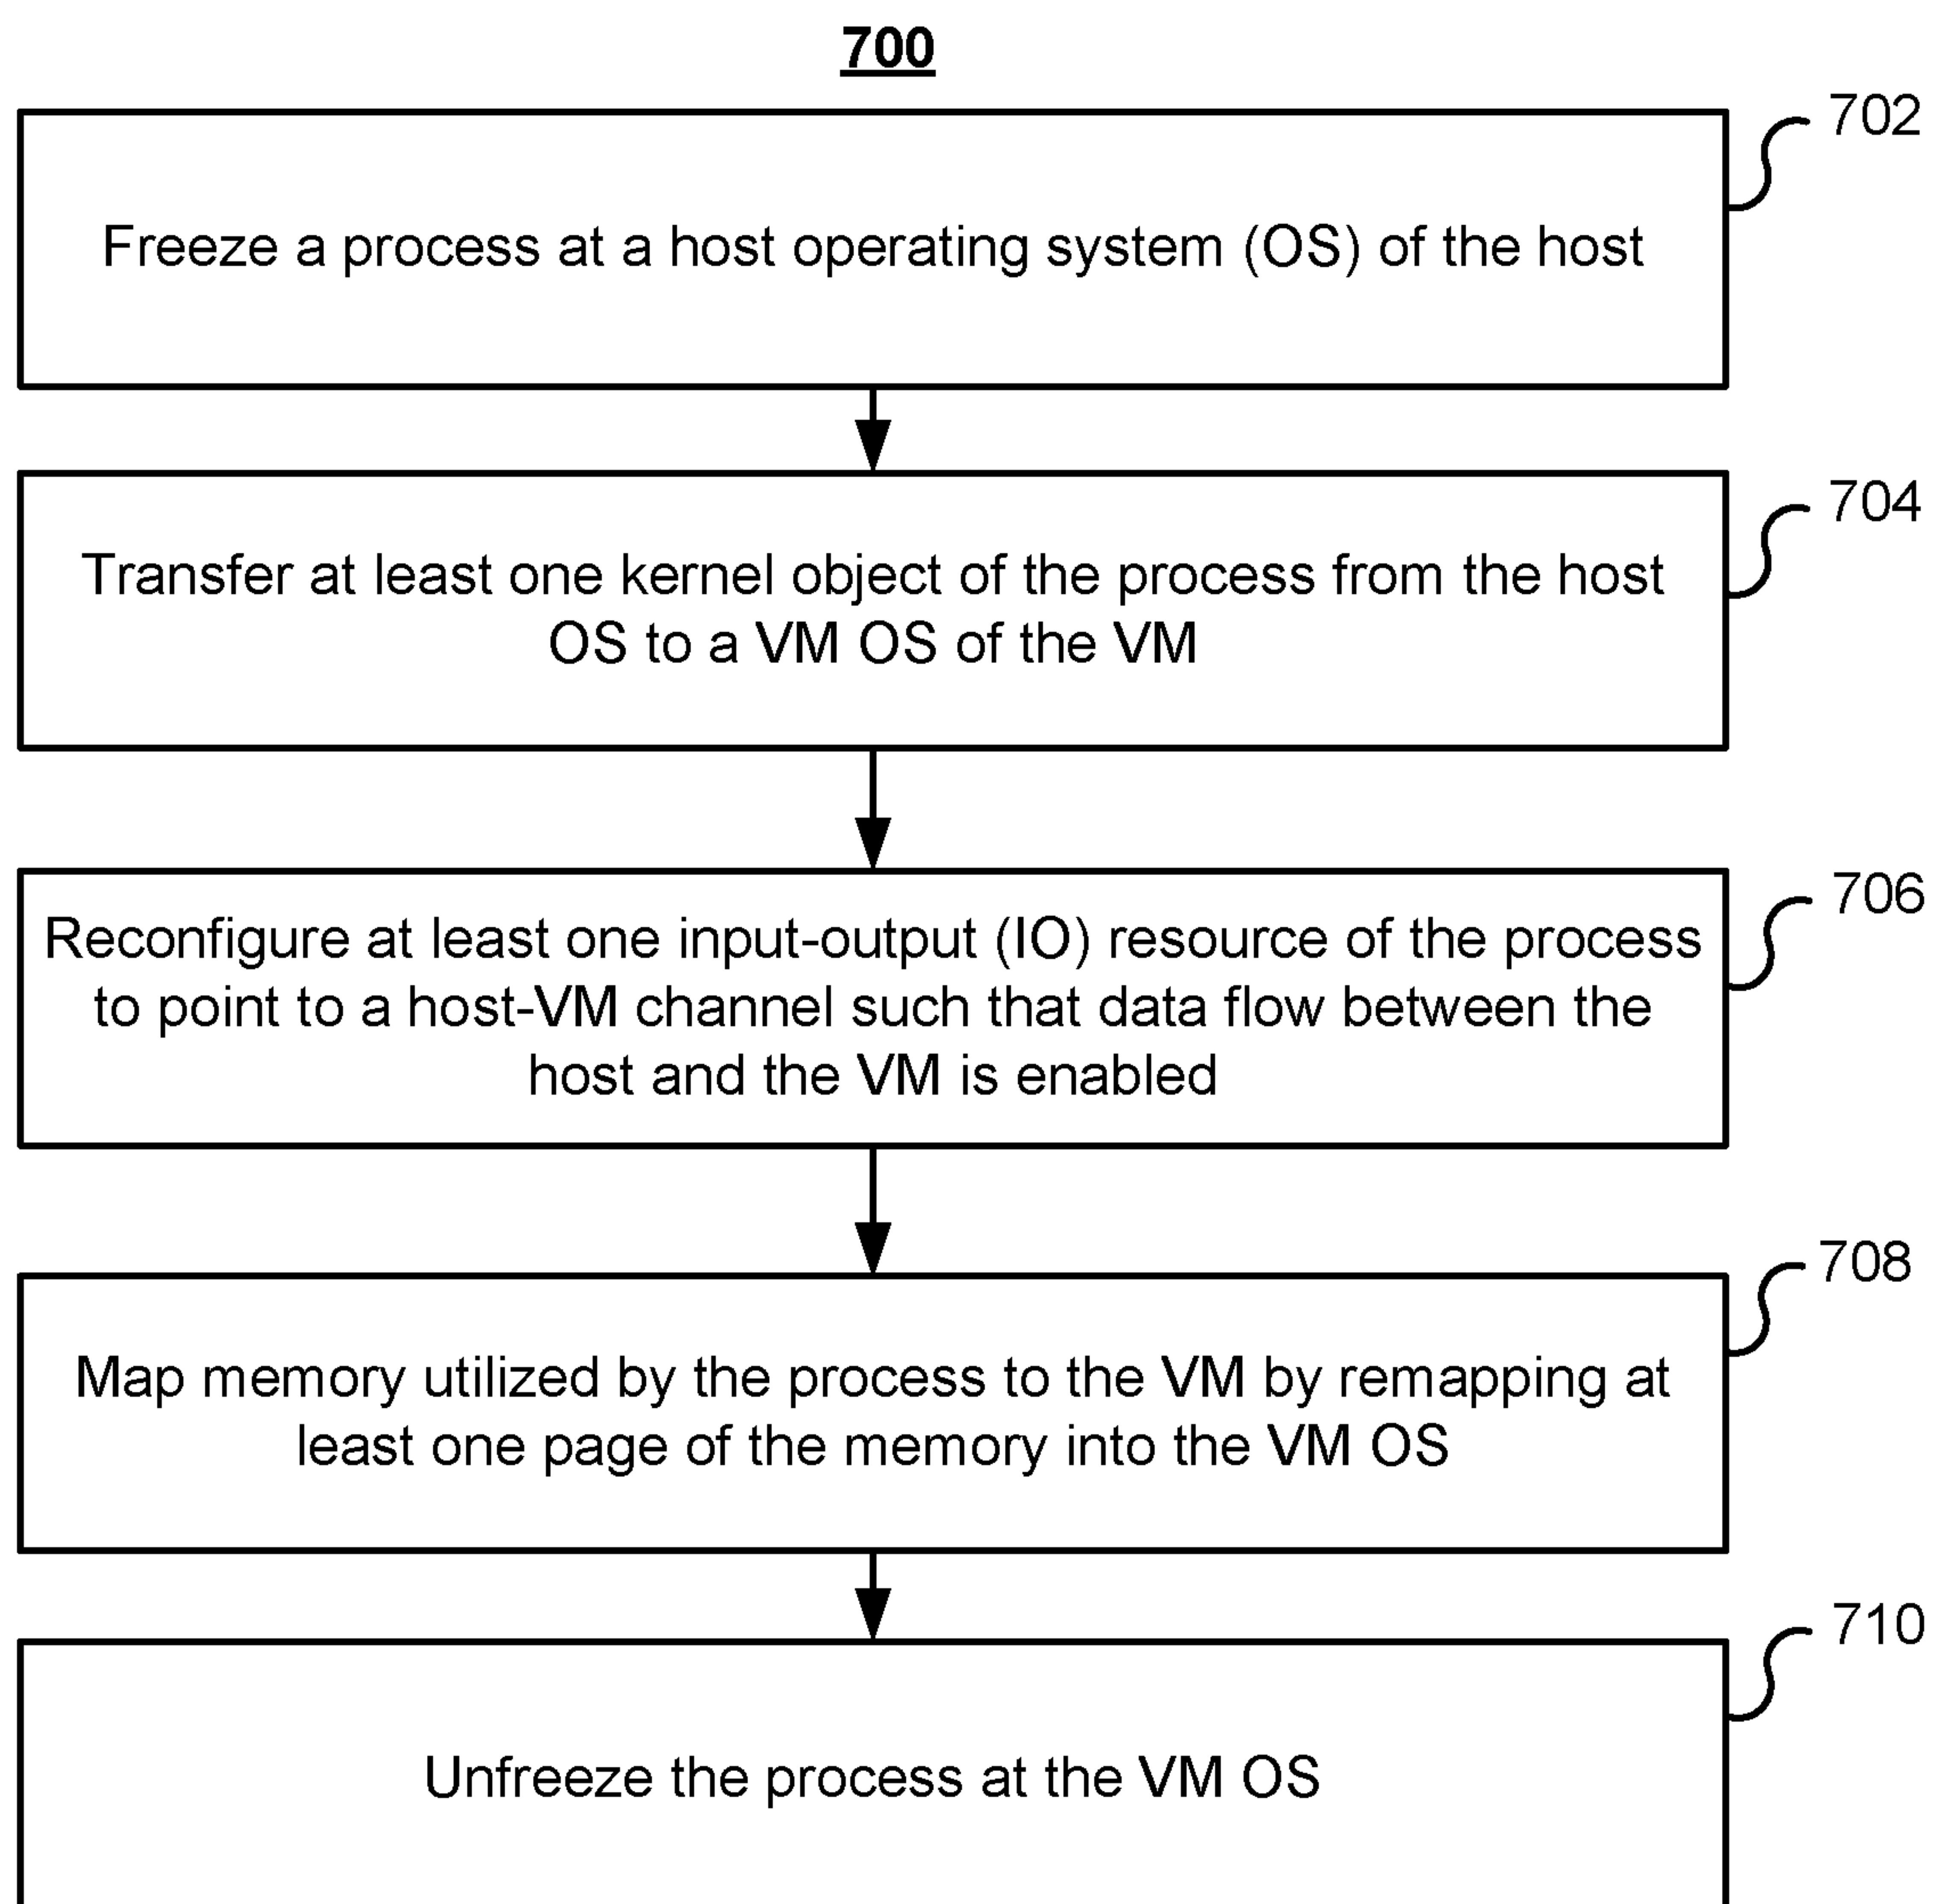 700
702
Freeze a process at a host operating system (OS) of the host
704
Transfer at least one kernel object of the process from the host
OS to a VM OS of the VM
706
Reconfigure at least one input-output (IO) resource of the process
to point to a host-VM channel such that data flow between the
host and the VM is enabled
708
Map memory utilized by the process to the VM by remapping at
least one page of the memory into the VM OS
710
Unfreeze the process at the VM OS